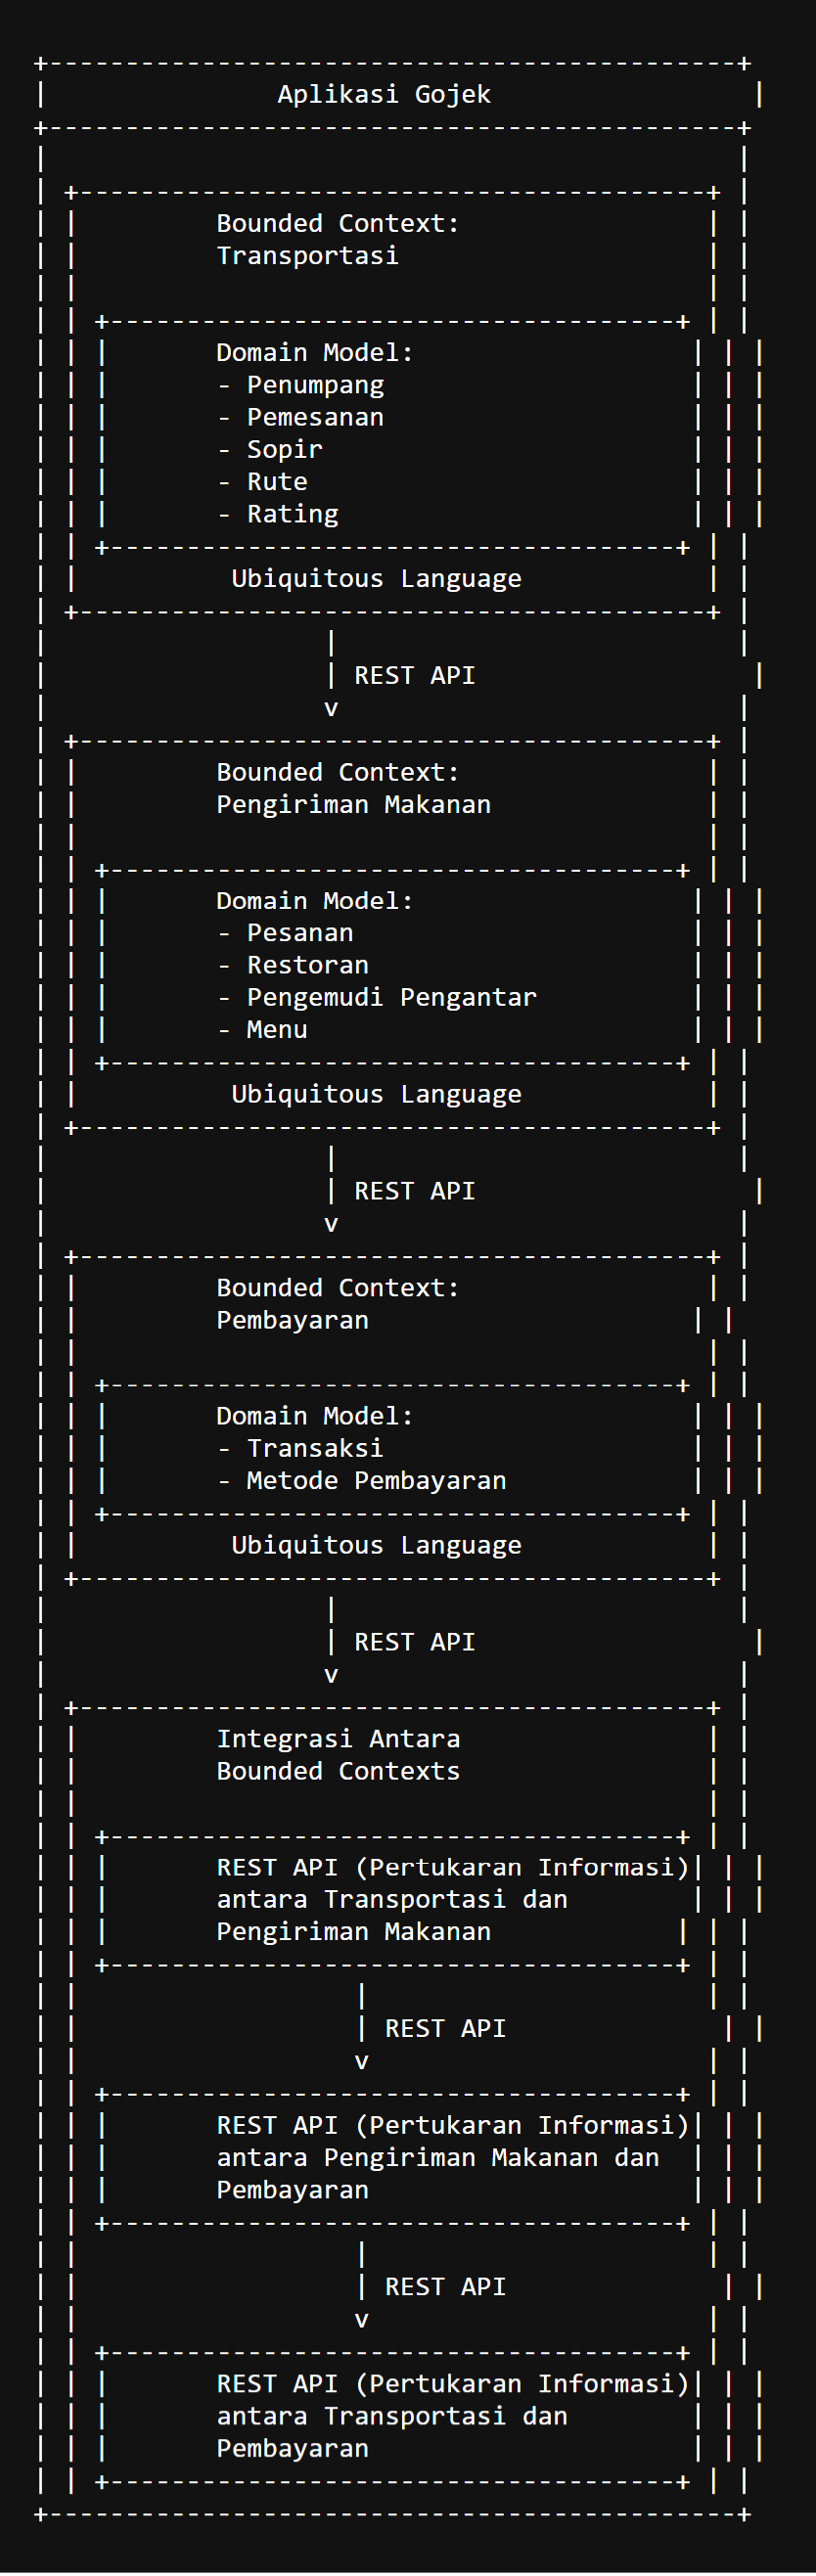 Aplikasi Gojek
Bounded Context:
Transportasi
Domain Model:
- Penumpang
- Pemesanan
- Sopir
- Rute
- Rating
Ubiquitous Language
REST API
v
Bounded Context:
Pengiriman Makanan
Domain Model:
- Pesanan
- Restoran
- Pengemudi Pengantar
- Menu
Ubiquitous Language
REST API
v
Bounded Context:
Pembayaran
Domain Model:
- Transaksi
- Metode Pembayaran
Ubiquitous Language
REST API
v
Integrasi Antara
Bounded Contexts
REST API (Pertukaran Informasi)
antara Transportasi dan
Pengiriman Makanan
REST API
v
REST API (Pertukaran Informasi)
antara Pengiriman Makanan dan
Pembayaran
REST API
v
REST API (Pertukaran Informasi)
antara Transportasi dan
Pembayaran